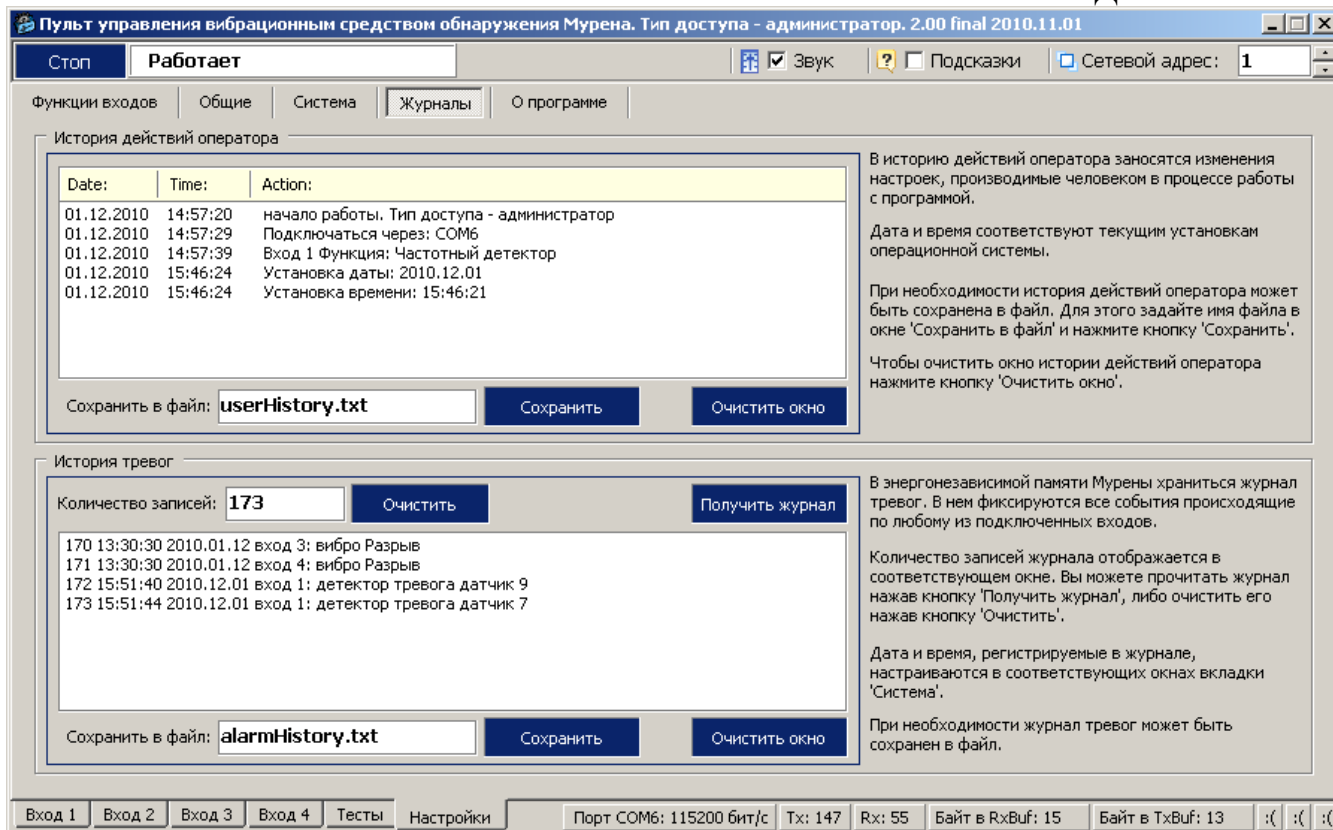 Пульт управления вибрационным средством обнаружения Мурена. Тип доступа - администратор. 2.00 final 2010.11.01
Стоп Работает Звук Подсказки Сетевой адрес: 1
Функции входов Общие Система Журналы О программе
История действий оператора
Date: Time: Action:
01.12.2010 14:57:20 начало работы. Тип доступа - администратор
01.12.2010 14:57:29 Подключаться через: COM6
01.12.2010 14:57:39 Вход 1 Функция: Частотный детектор
01.12.2010 15:46:24 Установка даты: 2010.12.01
01.12.2010 15:46:24 Установка времени: 15:46:21
Сохранить в файл: userHistory.txt Сохранить Очистить окно
В историю действий оператора заносятся изменения
настроек, производимые человеком в процессе работы
с программой.
Дата и время соответствуют текущим установкам
операционной системы.
При необходимости история действий оператора может
быть сохранена в файл. Для этого задайте имя файла в
окне 'Сохранить в файл' и нажмите кнопку 'Сохранить'.
Чтобы очистить окно истории действий оператора
нажмите кнопку 'Очистить окно'.
История тревог
Количество записей: 173 Очистить Получить журнал
170 13:30:30 2010.01.12 вход 3: вибро Разрыв
171 13:30:30 2010.01.12 вход 4: вибро Разрыв
172 15:51:40 2010.12.01 вход 1: детектор тревога датчик 9
173 15:51:44 2010.12.01 вход 1: детектор тревога датчик 7
Сохранить в файл: alarmHistory.txt Сохранить Очистить окно
В энергонезависимой памяти Мурены храниться журнал
тревог. В нем фиксируются все события происходящие
по любому из подключенных входов.
Количество записей журнала отображается в
соответствующем окне. Вы можете прочитать журнал
нажав кнопку 'Получить журнал', либо очистить его
нажав кнопку 'Очистить'.
Дата и время, регистрируемые в журнале,
настраиваются в соответствующих окнах вкладки
'Система'.
При необходимости журнал тревог может быть
сохранен в файл.
Вход 1 Вход 2 Вход 3 Вход 4 Тесты Настройки Порт COM6: 115200 бит/с Tx: 147 Rx: 55 Байт в RxBuf: 15 Байт в TxBuf: 13 :( :( :(